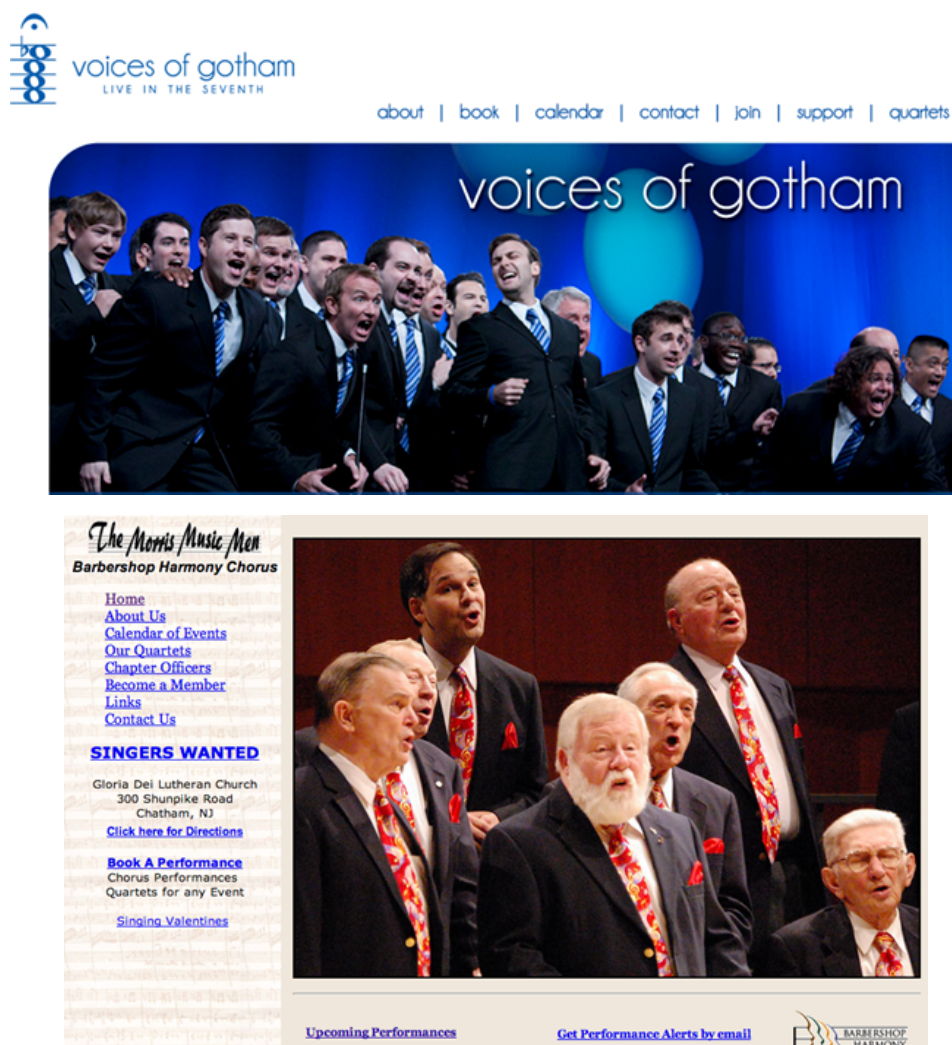 voices of gotham
LIVE IN THE SEVENTH
about | book | calendar | contact | join | support | quartets
voices of gotham
The Morris Music Men
Barbershop Harmony Chorus
Home
About Us
Calendar of Events
Our Quartets
Chapter Officers
Become a Member
Links
Contact Us
SINGERS WANTED
Gloria Dei Lutheran Church
300 Shunpike Road
Chatham, NJ
Click here for Directions
Book A Performance
Chorus Performances
Quartets for any Event
Singing Valentines
Upcoming Performances
Get Performance Alerts by email
BARBERSHOP
HARMONY